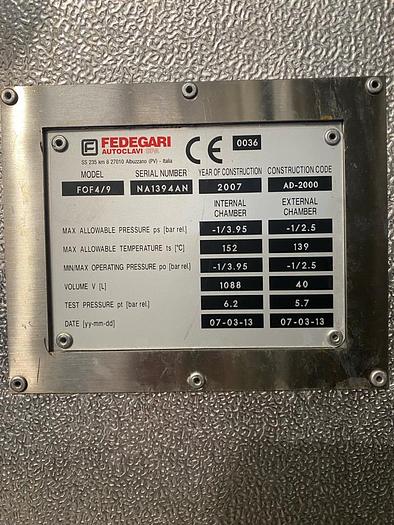 FEDEGARI
AUTOCLAVI SPA
SS 235 km 8 27010 Albuzzano (PV) - Italia
CE 0036
MODEL SERIAL NUMBER YEAR OF CONSTRUCTION CONSTRUCTION CODE
FOF4/9 NA1394AN 2007 AD-2000
INTERNAL CHAMBER EXTERNAL CHAMBER
MAX ALLOWABLE PRESSURE ps [bar rel.] -1/3.95 -1/2.5
MAX ALLOWABLE TEMPERATURE ts [°C] 152 139
MIN/MAX OPERATING PRESSURE po [bar rel.] -1/3.95 -1/2.5
VOLUME V [L] 1088 40
TEST PRESSURE pt [bar rel.] 6.2 5.7
DATE (yy-mm-dd) 07-03-13 07-03-13